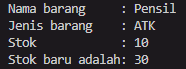 Nama barang     : Pensil
Jenis barang    : ATK
Stok            : 10
Stok baru adalah: 30